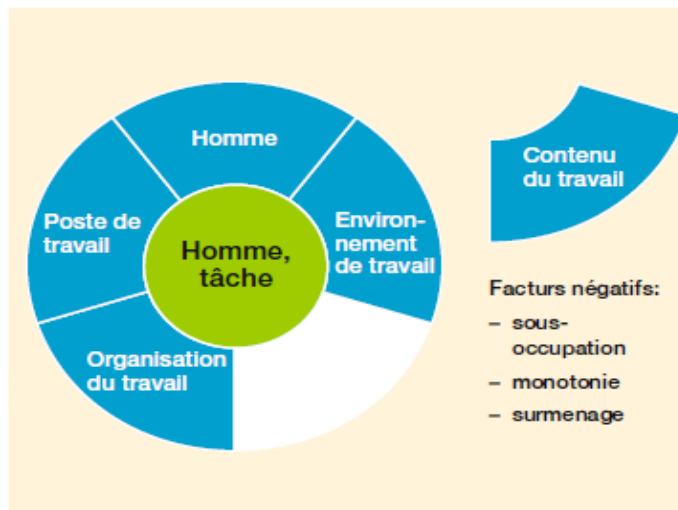 Homme
Poste de
travail
Environ-
nement
de travail
Homme,
tâche
Organisation
du travail
Contenu
du travail
Facturs négatifs:
– sous-
occupation
– monotonie
– surmenage